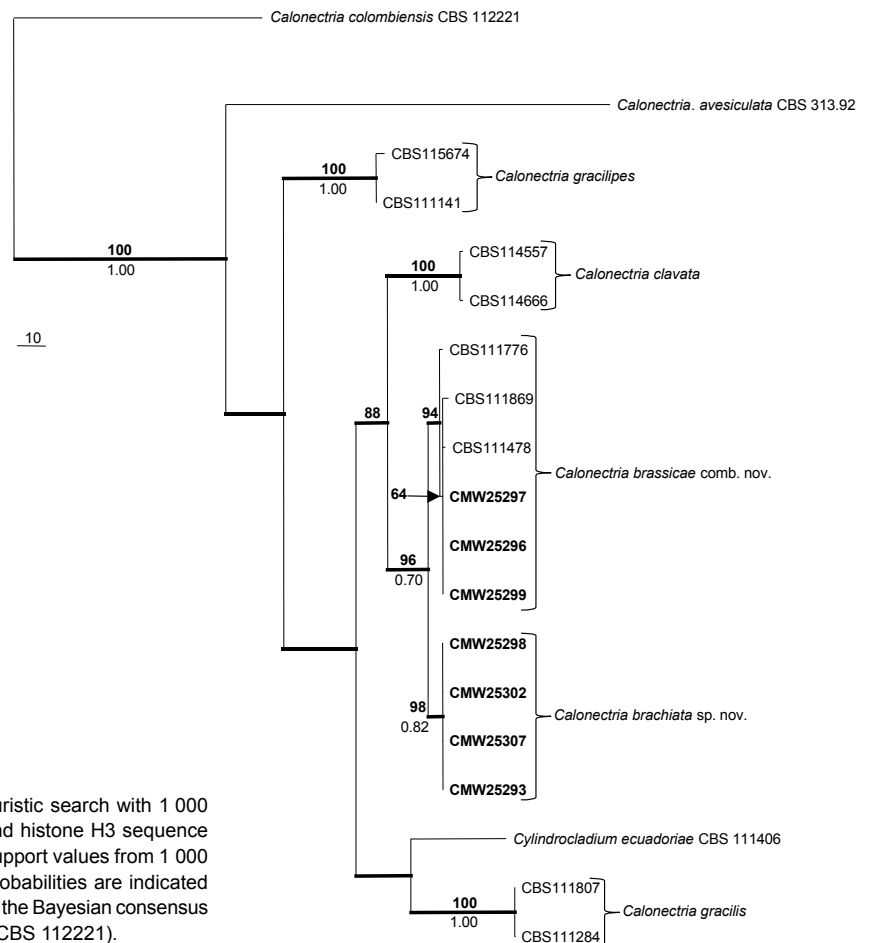 Calonectria colombiensis CBS 112221
Calonectria. avesiculata CBS 313.92
CBS115674
100
1.00
Calonectria gracilipes
CBS111141
100
1.00
CBS114557
100
1.00
Calonectria clavata
CBS114666
10
CBS111776
CBS111869
88
94
CBS111478
Calonectria brassicae comb. nov.
64
CMW25297
CMW25296
96
0.70
CMW25299
CMW25298
CMW25302
98
0.82
Calonectria brachiata sp. nov.
CMW25307
CMW25293
uristic search with 1 000
nd histone H3 sequence
upport values from 1 000
obabilities are indicated
the Bayesian consensus
CBS 112221).
Cylindrocladium ecuadoriae CBS 111406
CBS111807
100
1.00
Calonectria gracilis
CBS111284